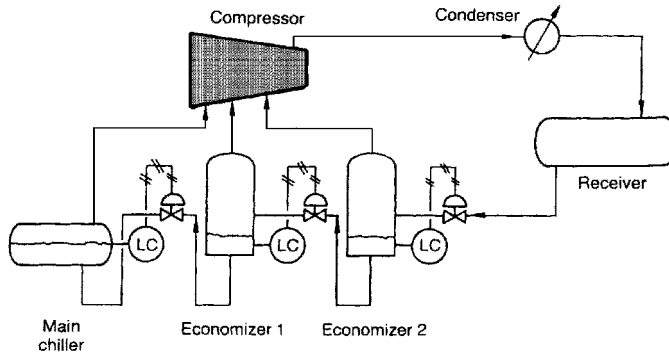 Compressor
Condenser
Receiver
LC
LC
LC
Main
chiller
Economizer 1
Economizer 2